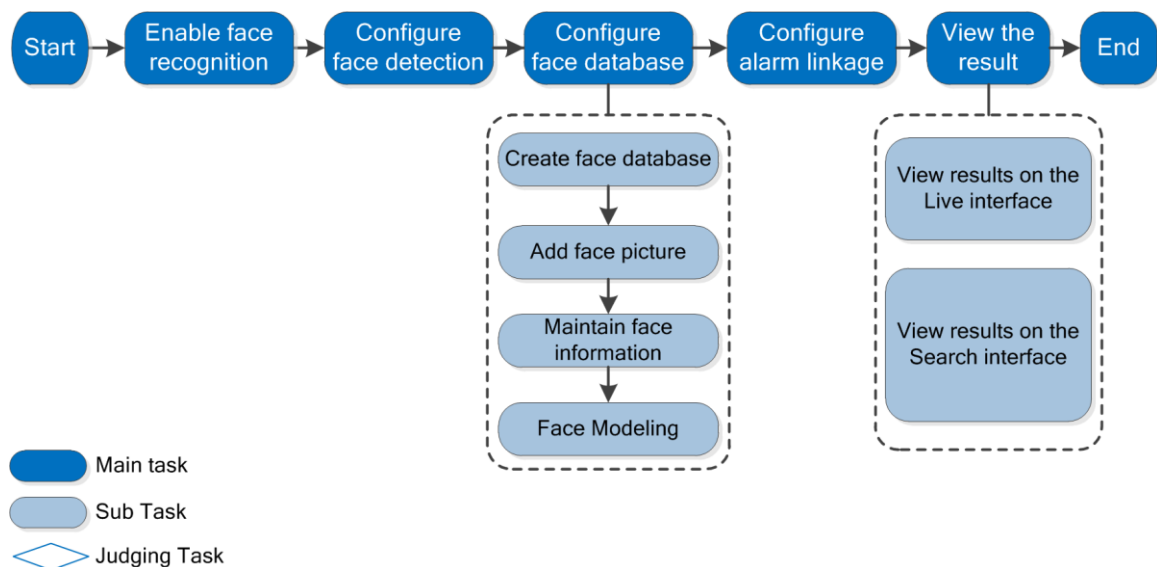 Start
Enable face
recognition
Configure
face detection
Configure
face database
Configure
alarm linkage
View the
result
End
Create face database
Add face picture
Maintain face
information
Face Modeling
View results on the
Live interface
View results on the
Search interface
Main task
Sub Task
Judging Task